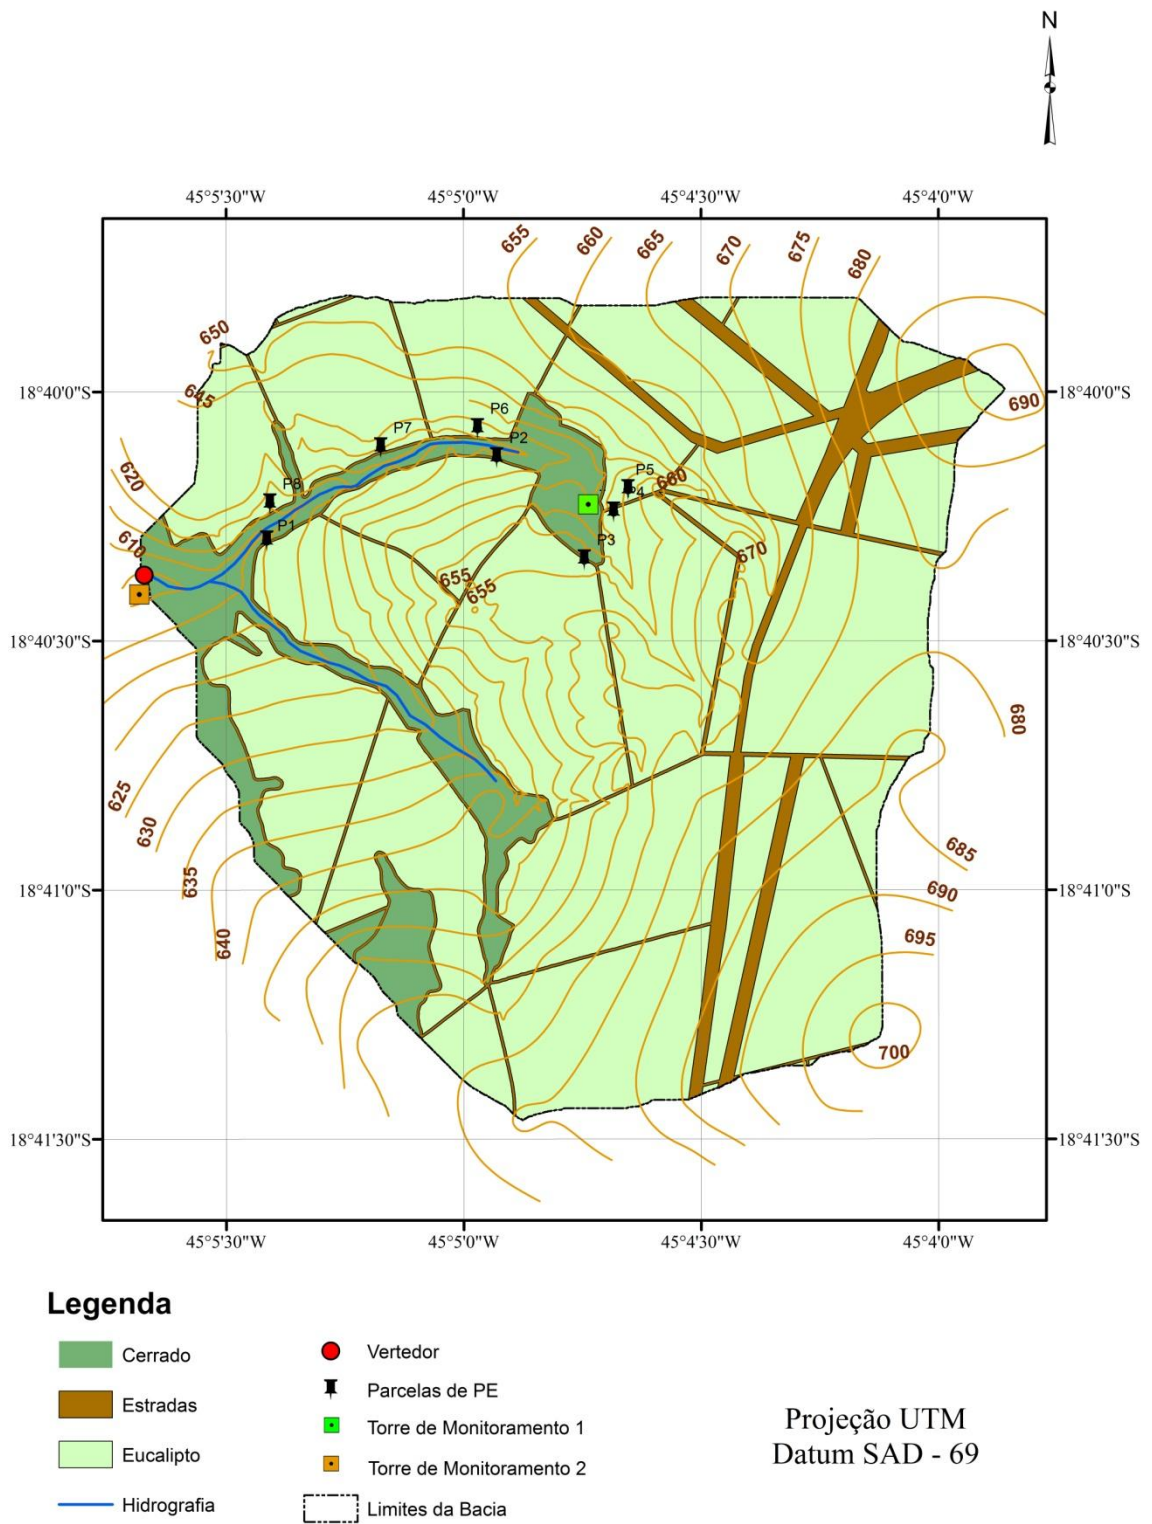 N
45°5'30"W 45°5'0"W 45°4'30"W 45°4'0"W
655 660 665 670 675 680
650
18°40'0"S 18°40'0"S
645
690
P6
P7
P2
620
P5
660
P8
P4
P1
610
P3
670
655
655
18°40'30"S 18°40'30"S
680
625
630
685
635
18°41'0"S 18°41'0"S
690
640
695
700
18°41'30"S 18°41'30"S
45°5'30"W 45°5'0"W 45°4'30"W 45°4'0"W
Legenda
Cerrado
Estradas
Eucalipto
Hidrografia
Vertedor
Parcelas de PE
Torre de Monitoramento 1
Torre de Monitoramento 2
Limites da Bacia
Projeção UTM
Datum SAD - 69